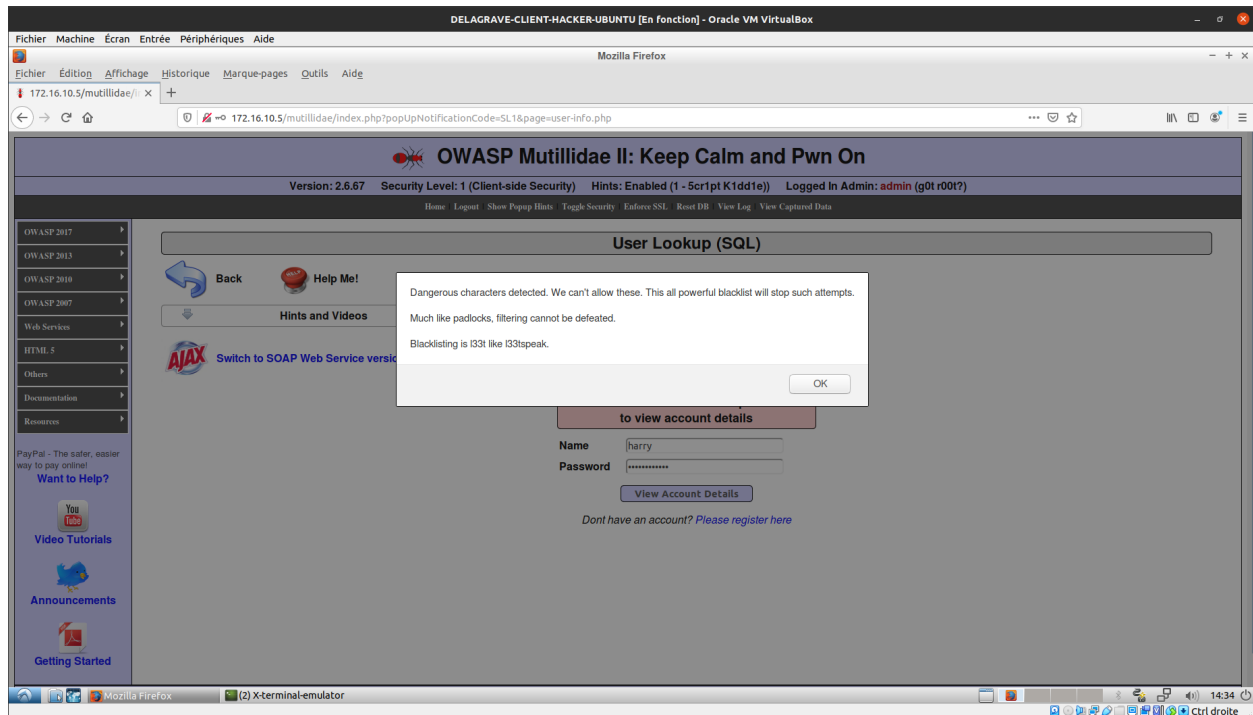 DELAGRAVE-CLIENT-HACKER-UBUNTU [En fonction] - Oracle VM VirtualBox
Fichier Machine Écran Entrée Périphériques Aide
Mozilla Firefox
Fichier Édition Affichage Historique Marque-pages Outils Aide
172.16.10.5/mutillidae/i
172.16.10.5/mutillidae/index.php?popUpNotificationCode=SL1&page=user-info.php
OWASP Mutillidae II: Keep Calm and Pwn On
Version: 2.6.67 Security Level: 1 (Client-side Security) Hints: Enabled (1 - 5cr1pt K1dd1e)) Logged In Admin: admin (g0t r00t?)
Home Logout Show Popup Hints Toggle Security Enforce SSL Reset DB View Log View Captured Data
OWASP 2017
OWASP 2013
OWASP 2010
OWASP 2007
Web Services
HTML 5
Others
Documentation
Resources
PayPal - The safer, easier
way to pay online!
Want to Help?
You
Tube
Video Tutorials
Announcements
Getting Started
User Lookup (SQL)
Back
Help Me!
Hints and Videos
AJAX
Switch to SOAP Web Service versio
Dangerous characters detected. We can't allow these. This all powerful blacklist will stop such attempts.
Much like padlocks, filtering cannot be defeated.
Blacklisting is l33t like l33tspeak.
OK
to view account details
Name harry
Password ••••••••••••
View Account Details
Dont have an account? Please register here
Mozilla Firefox
(2) X-terminal-emulator
14:34
Ctrl droite